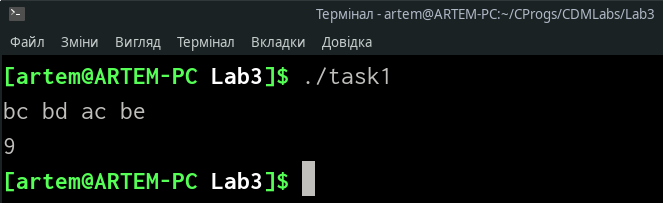 Термінал - artem@ARTEM-PC:~/CProgs/CDMLabs/Lab3
Файл Зміни Вигляд Термінал Вкладки Довідка
[artem@ARTEM-PC Lab3]$ ./task1
bc bd ac be
9
[artem@ARTEM-PC Lab3]$